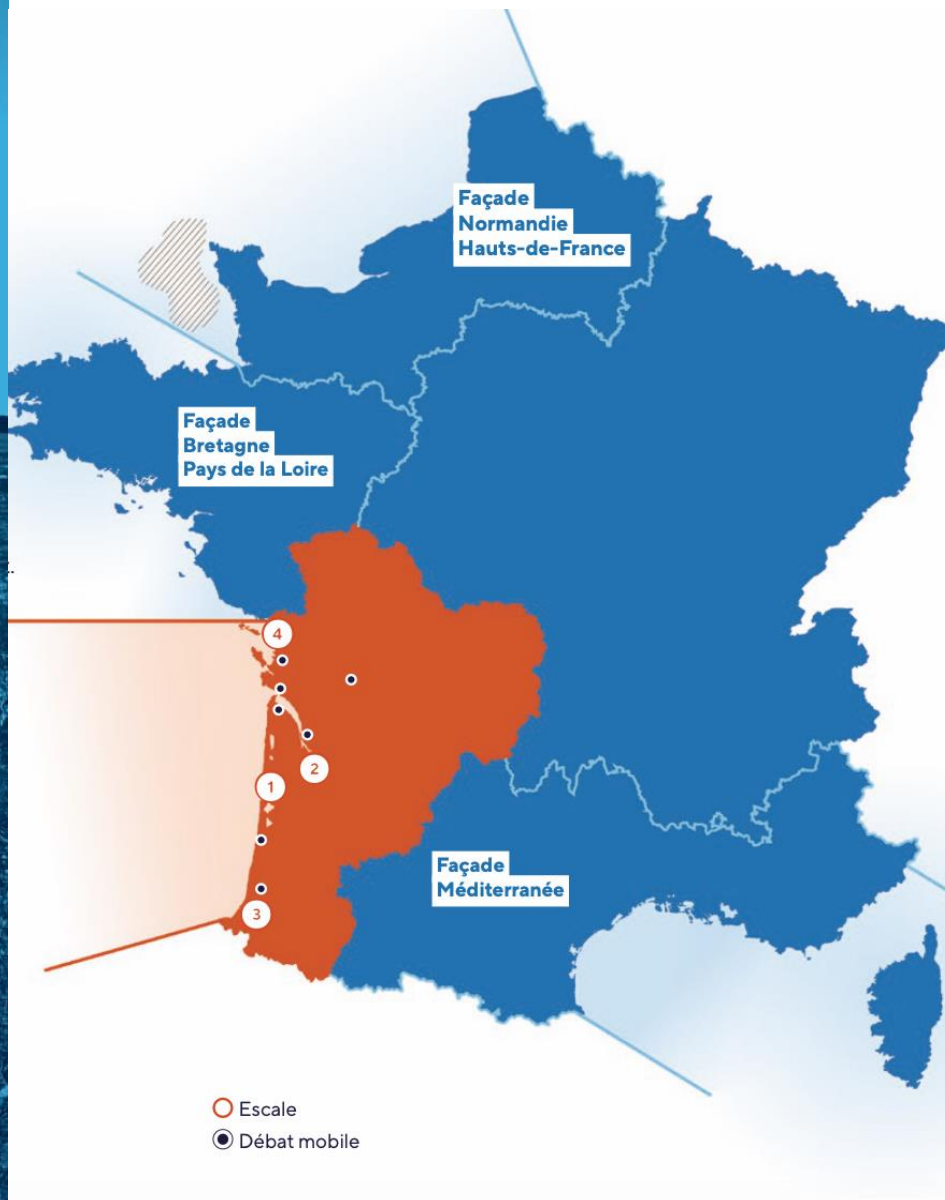 Façade
Normandie
Hauts-de-France
Façade
Bretagne
Pays de la Loire
4
2
1
Façade
Méditerranée
3
Escale
Débat mobile